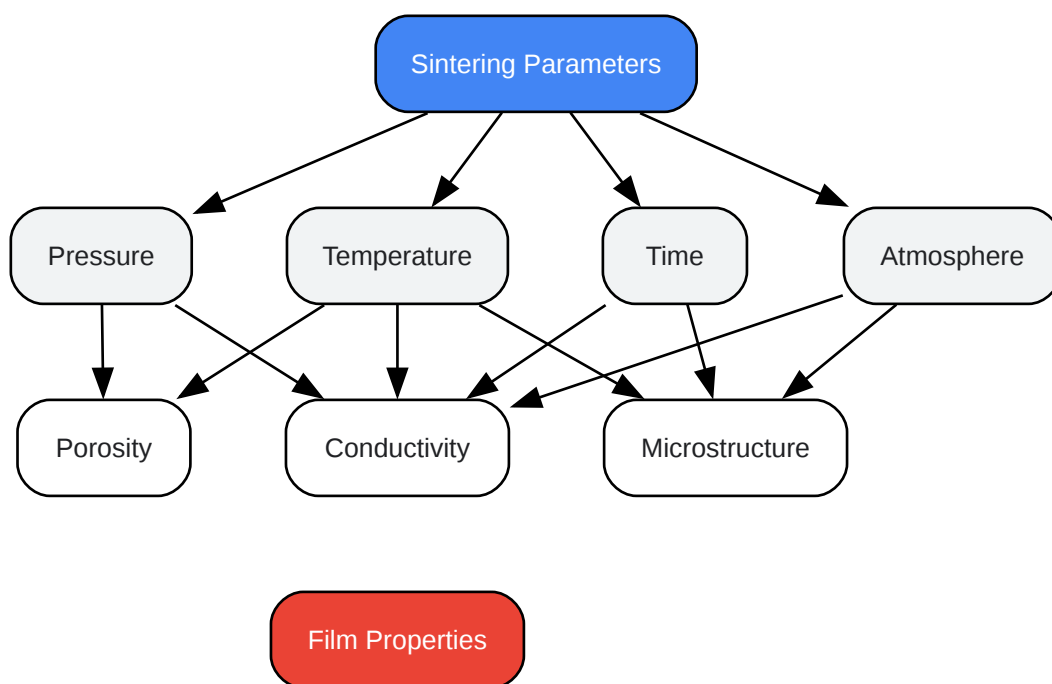 Sintering Parameters
Pressure
Temperature
Time
Atmosphere
Porosity
Conductivity
Microstructure
Film Properties